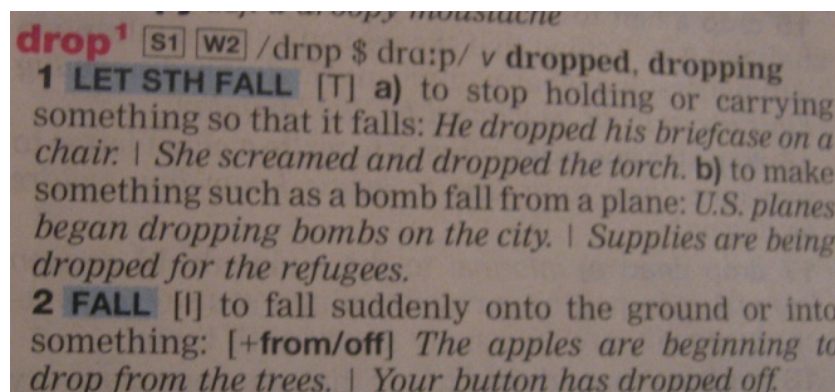 a droopy moustache
drop¹ S1 W2 /drɒp $ drɑːp/ v dropped, dropping
1 LET STH FALL [T] a) to stop holding or carrying
something so that it falls: He dropped his briefcase on a
chair. | She screamed and dropped the torch. b) to make
something such as a bomb fall from a plane: U.S. planes
began dropping bombs on the city. | Supplies are being
dropped for the refugees.
2 FALL [I] to fall suddenly onto the ground or into
something: [+from/off] The apples are beginning to
drop from the trees. | Your button has dropped off.